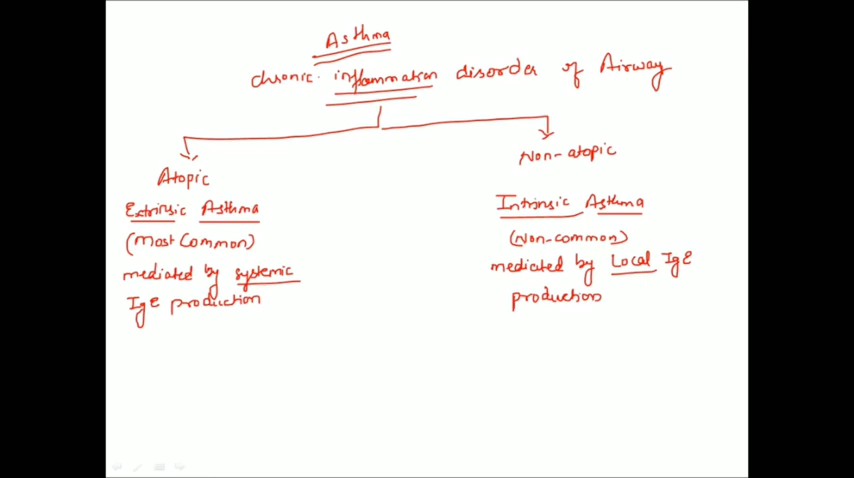 Asthma
chronic inflammation disorder of Airway
Atopic
Extrinsic Asthma
(Most Common)
mediated by systemic
IgE production
Non-atopic
Intrinsic Asthma
(Non-common)
mediated by Local IgE
production